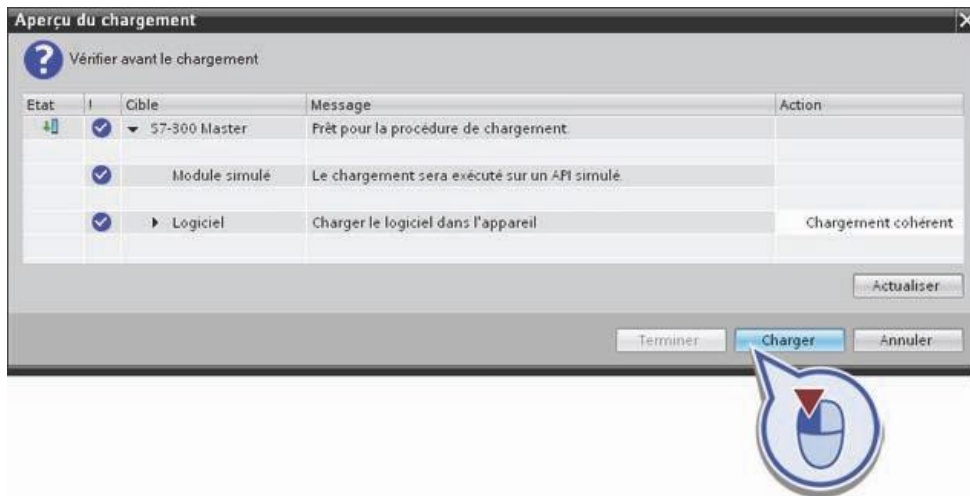 Aperçu du chargement
Vérifier avant le chargement
Etat ! Cible Message Action
S7-300 Master Prêt pour la procédure de chargement.
Module simulé Le chargement sera exécuté sur un API simulé.
Logiciel Charger le logiciel dans l'appareil Chargement cohérent
Actualiser
Terminer Charger Annuler